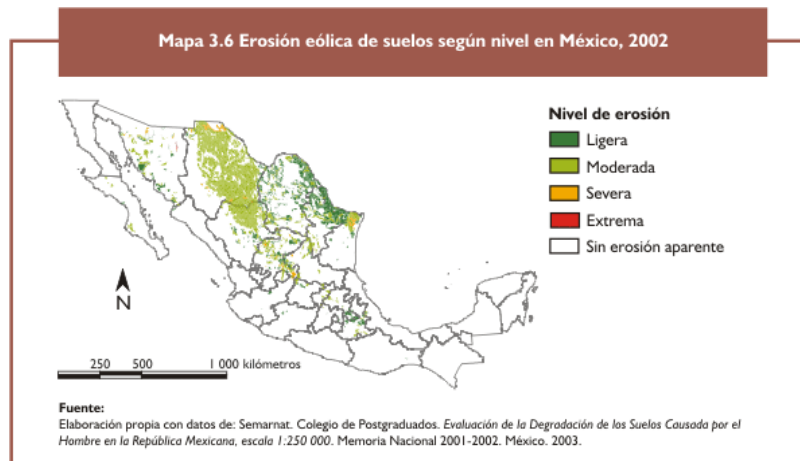 Mapa 3.6 Erosión eólica de suelos según nivel en México, 2002
Nivel de erosión
Ligera
Moderada
Severa
Extrema
Sin erosión aparente
N
250 500 1 000 kilómetros
Fuente:
Elaboración propia con datos de: Semarnat. Colegio de Postgraduados. Evaluación de la Degradación de los Suelos Causada por el
Hombre en la República Mexicana, escala 1:250 000. Memoria Nacional 2001-2002. México. 2003.